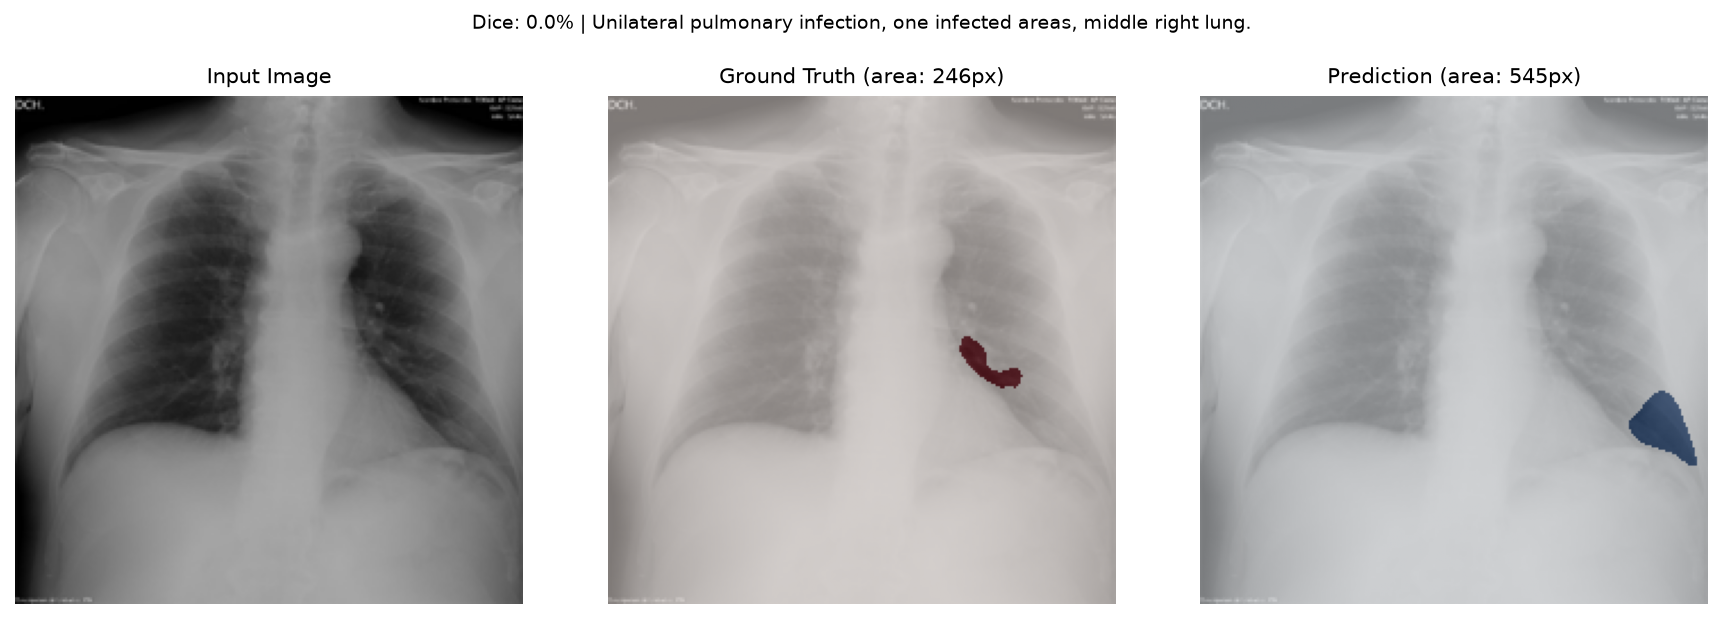 Dice: 0.0% | Unilateral pulmonary infection, one infected areas, middle right lung.
Input Image
Ground Truth (area: 246px)
Prediction (area: 545px)
DCH.
DCH.
DCH.